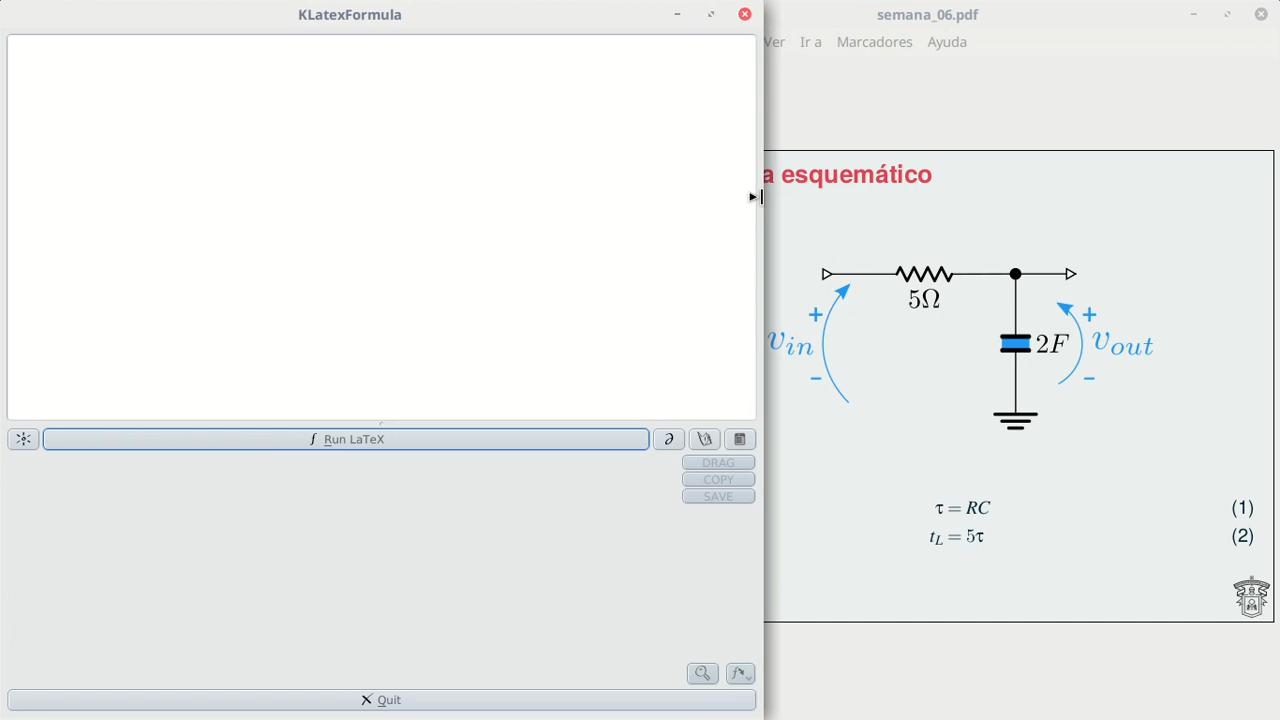 KLatexFormula
semana_06.pdf
Ver Ir a Marcadores Ayuda
a esquemático
5Ω
+
+
v_in
2F
v_out
–
–
f Run LaTeX
∂
DRAG
COPY
SAVE
τ = RC (1)
t_L = 5τ (2)
Quit